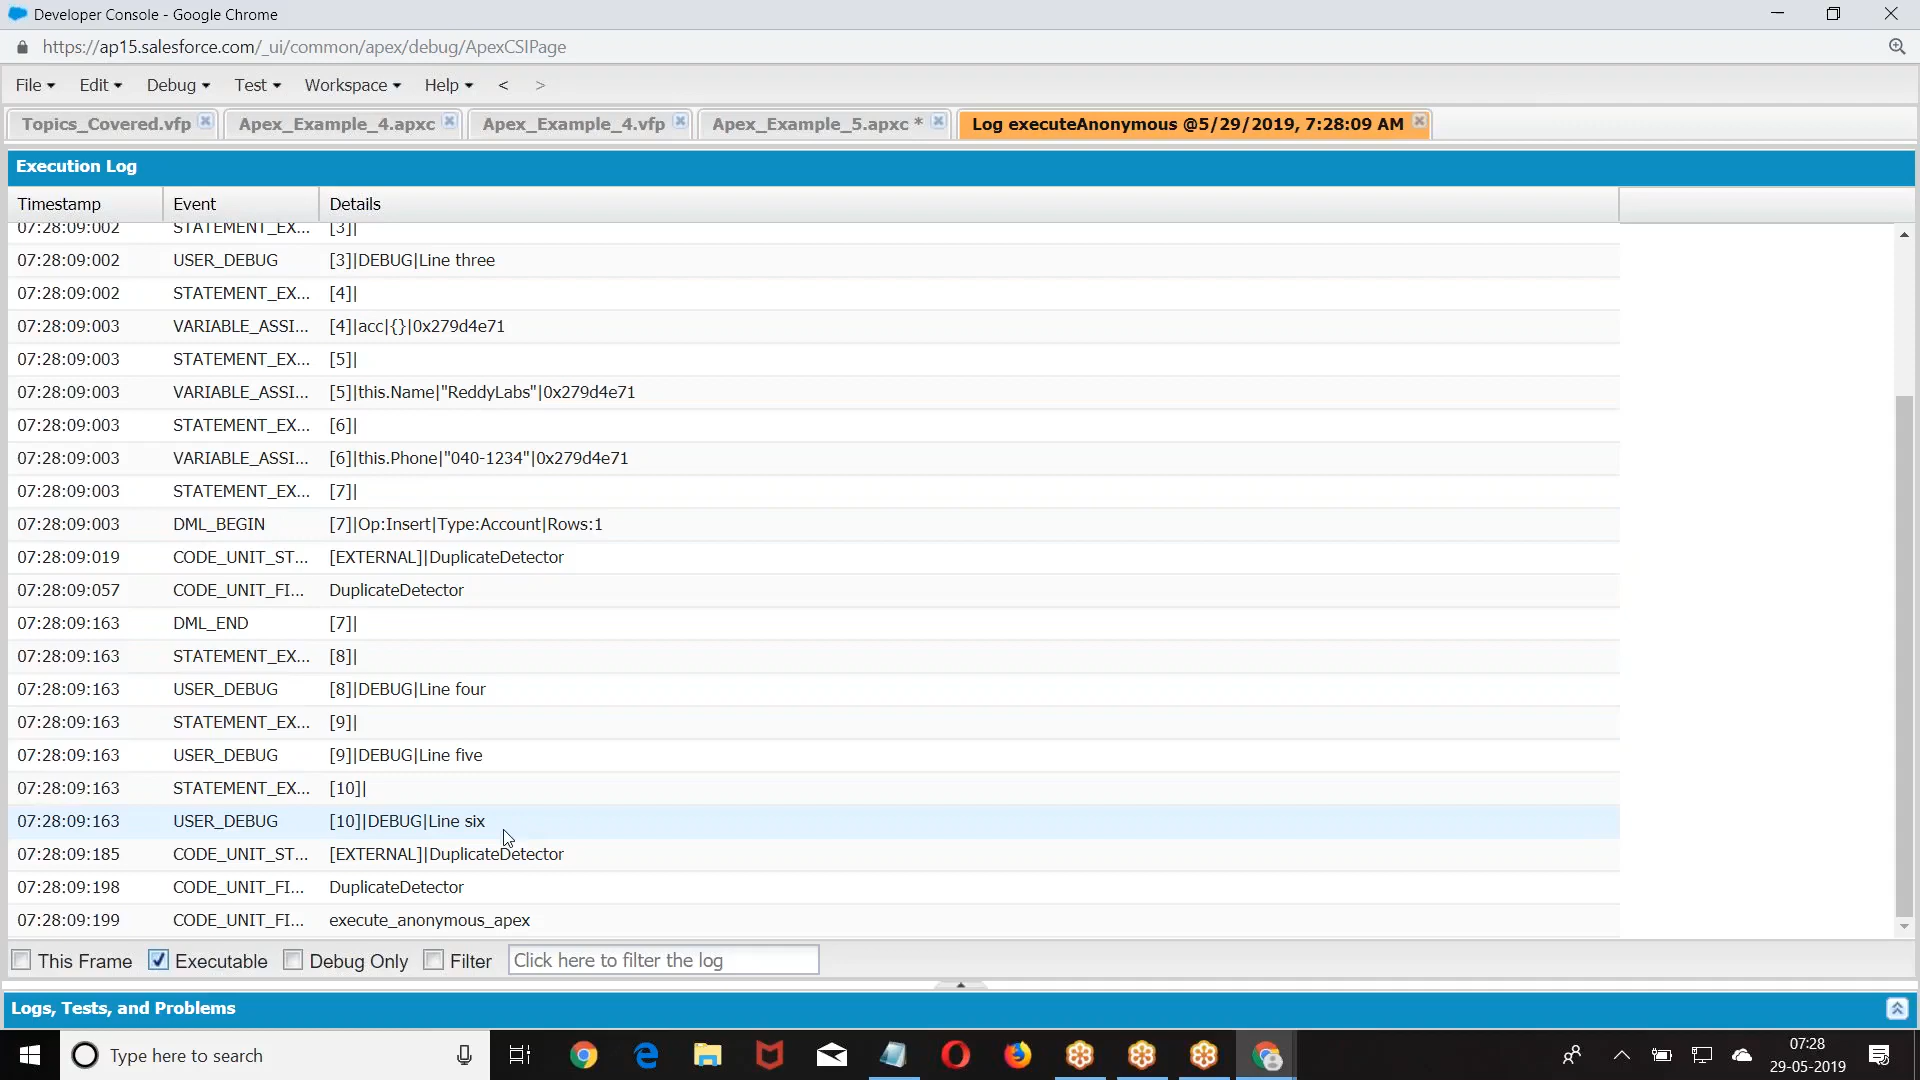 Developer Console - Google Chrome
https://ap15.salesforce.com/_ui/common/apex/debug/ApexCSIPage
File Edit Debug Test Workspace Help < >
Topics_Covered.vfp Apex_Example_4.apxc Apex_Example_4.vfp Apex_Example_5.apxc * Log executeAnonymous @5/29/2019, 7:28:09 AM
Execution Log
Timestamp Event Details
07:28:09:002 STATEMENT_EX... [3]|
07:28:09:002 USER_DEBUG [3]|DEBUG|Line three
07:28:09:002 STATEMENT_EX... [4]|
07:28:09:003 VARIABLE_ASSI... [4]|acc|{}|0x279d4e71
07:28:09:003 STATEMENT_EX... [5]|
07:28:09:003 VARIABLE_ASSI... [5]|this.Name|"ReddyLabs"|0x279d4e71
07:28:09:003 STATEMENT_EX... [6]|
07:28:09:003 VARIABLE_ASSI... [6]|this.Phone|"040-1234"|0x279d4e71
07:28:09:003 STATEMENT_EX... [7]|
07:28:09:003 DML_BEGIN [7]|Op:Insert|Type:Account|Rows:1
07:28:09:019 CODE_UNIT_ST... [EXTERNAL]|DuplicateDetector
07:28:09:057 CODE_UNIT_FI... DuplicateDetector
07:28:09:163 DML_END [7]|
07:28:09:163 STATEMENT_EX... [8]|
07:28:09:163 USER_DEBUG [8]|DEBUG|Line four
07:28:09:163 STATEMENT_EX... [9]|
07:28:09:163 USER_DEBUG [9]|DEBUG|Line five
07:28:09:163 STATEMENT_EX... [10]|
07:28:09:163 USER_DEBUG [10]|DEBUG|Line six
07:28:09:185 CODE_UNIT_ST... [EXTERNAL]|DuplicateDetector
07:28:09:198 CODE_UNIT_FI... DuplicateDetector
07:28:09:199 CODE_UNIT_FI... execute_anonymous_apex
This Frame Executable Debug Only Filter Click here to filter the log
Logs, Tests, and Problems
Type here to search
07:28
29-05-2019